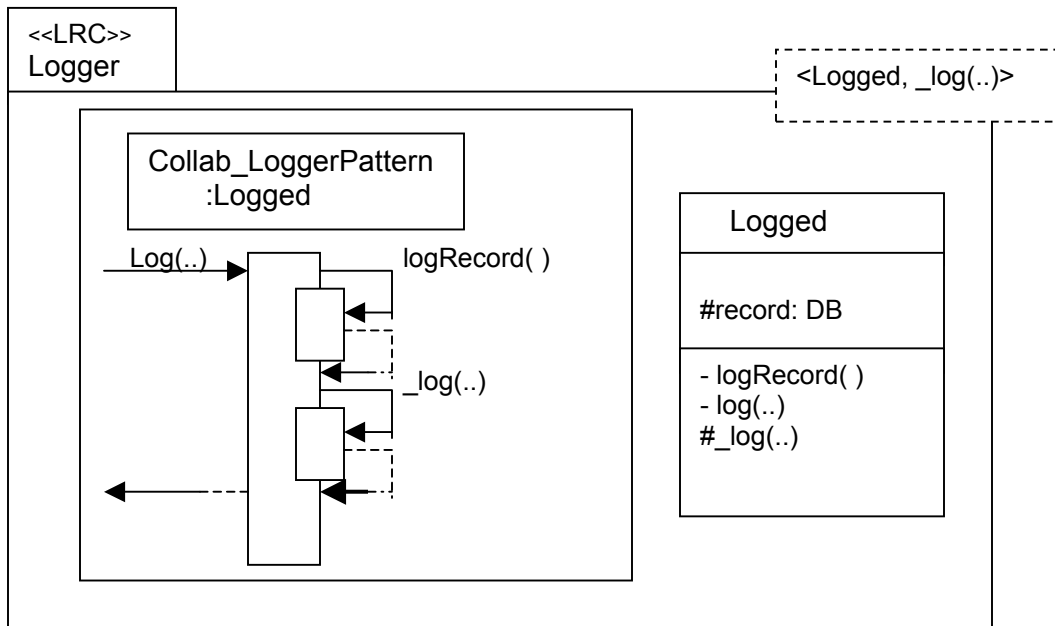 <<LRC>>
Logger
<Logged, _log(..)>
Collab_LoggerPattern
:Logged
Log(..)
logRecord( )
_log(..)
Logged
#record: DB
- logRecord( )
- log(..)
#_log(..)